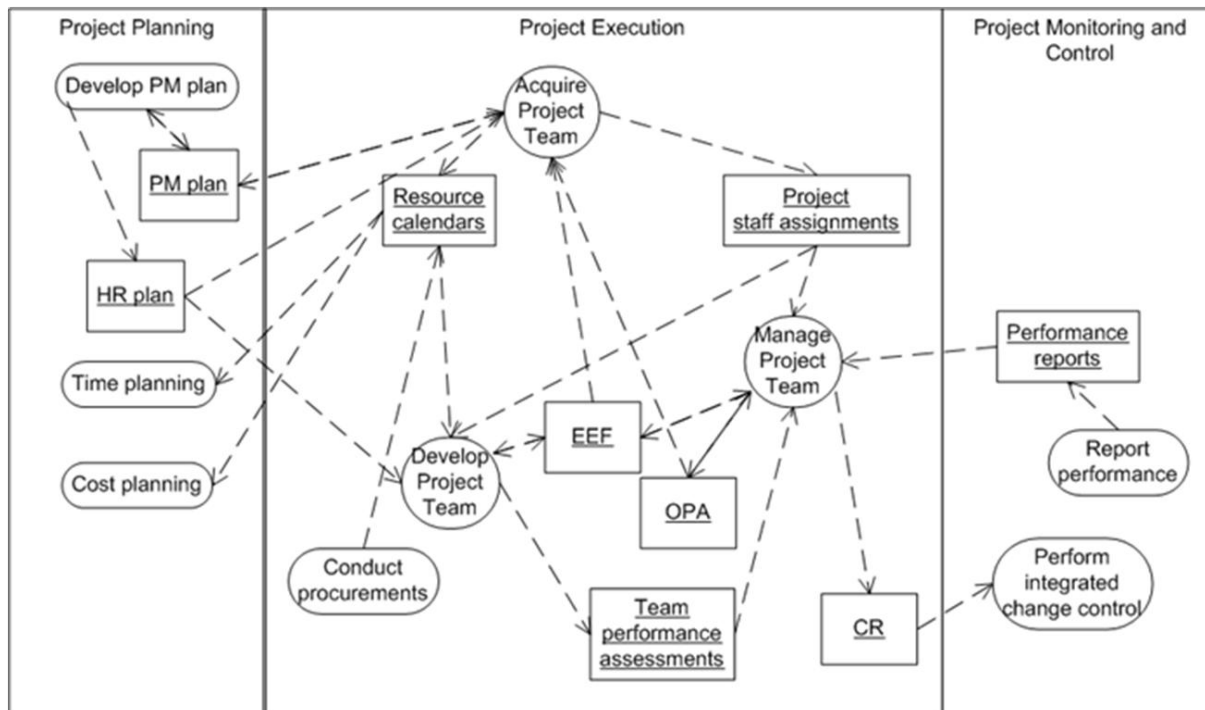 Project Planning
Project Execution
Project Monitoring and
Control
Develop PM plan
PM plan
HR plan
Time planning
Cost planning
Acquire
Project
Team
Resource
calendars
Project
staff assignments
Manage
Project
Team
EEF
Develop
Project
Team
OPA
Conduct
procurements
Team
performance
assessments
CR
Performance
reports
Report
performance
Perform
integrated
change control